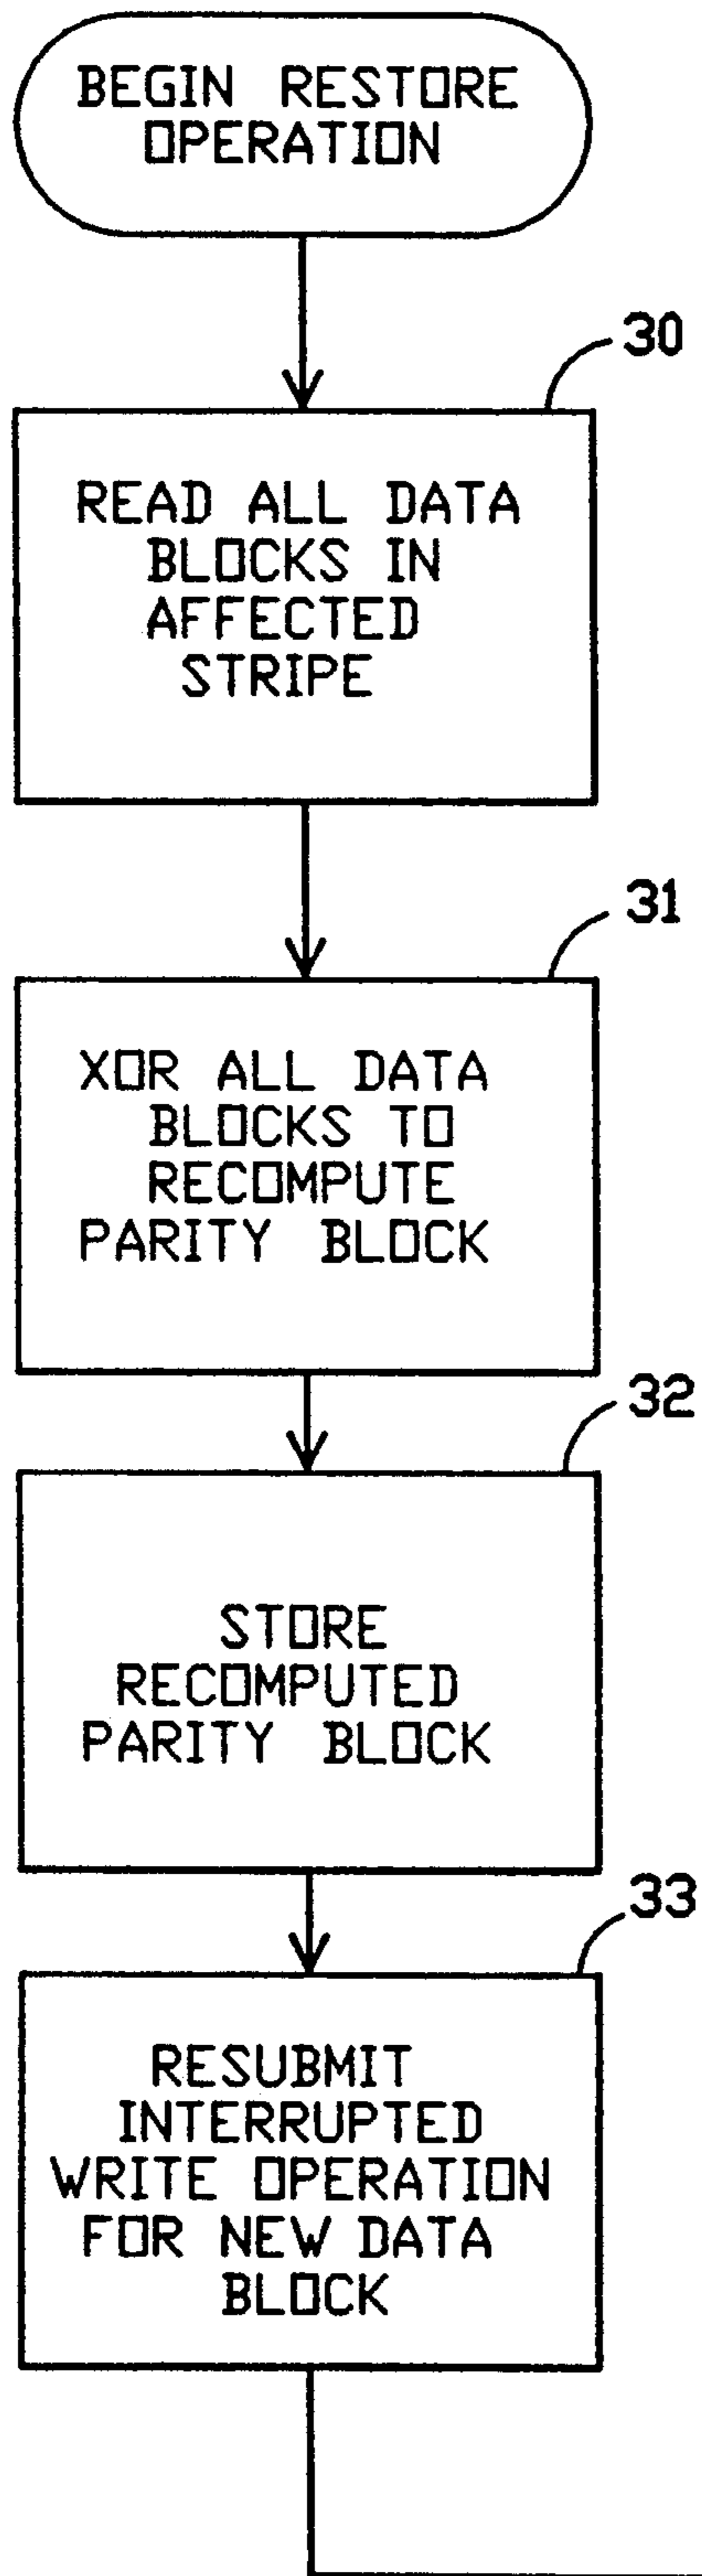 BEGIN RESTORE
OPERATION
30
READ ALL DATA
BLOCKS IN
AFFECTED
STRIPE
31
XOR ALL DATA
BLOCKS TO
RECOMPUTE
PARITY BLOCK
32
STORE
RECOMPUTED
PARITY BLOCK
33
RESUBMIT
INTERRUPTED
WRITE OPERATION
FOR NEW DATA
BLOCK